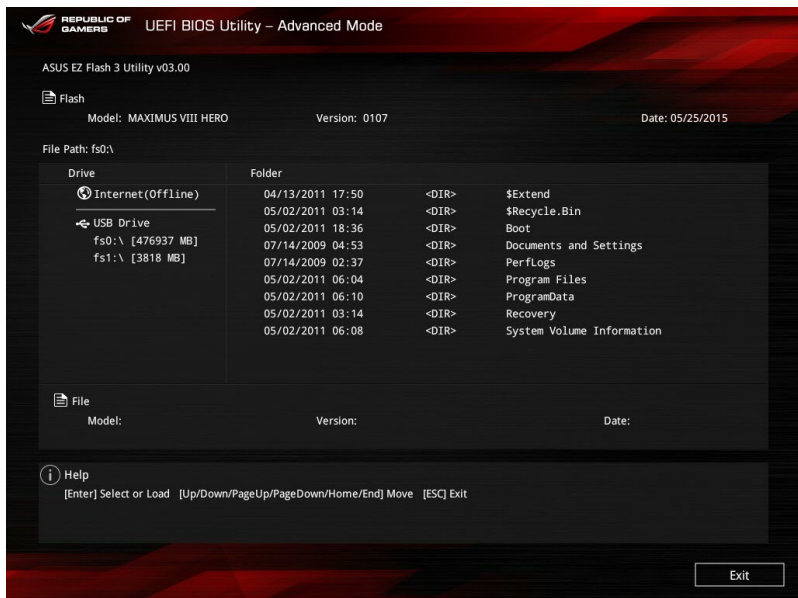 REPUBLIC OF
GAMERS
UEFI BIOS Utility – Advanced Mode
ASUS EZ Flash 3 Utility v03.00
Flash
Model: MAXIMUS VIII HERO Version: 0107 Date: 05/25/2015
File Path: fs0:\
Drive Folder
Internet(Offline)
USB Drive
fs0:\ [476937 MB]
fs1:\ [3818 MB]
04/13/2011 17:50 <DIR> $Extend
05/02/2011 03:14 <DIR> $Recycle.Bin
05/02/2011 18:36 <DIR> Boot
07/14/2009 04:53 <DIR> Documents and Settings
07/14/2009 02:37 <DIR> PerfLogs
05/02/2011 06:04 <DIR> Program Files
05/02/2011 06:10 <DIR> ProgramData
05/02/2011 03:14 <DIR> Recovery
05/02/2011 06:08 <DIR> System Volume Information
File
Model: Version: Date:
Help
[Enter] Select or Load [Up/Down/PageUp/PageDown/Home/End] Move [ESC] Exit
Exit